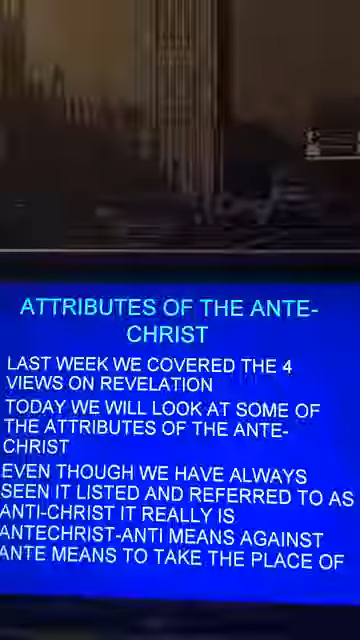 ATTRIBUTES OF THE ANTE-
CHRIST
LAST WEEK WE COVERED THE 4
VIEWS ON REVELATION
TODAY WE WILL LOOK AT SOME OF
THE ATTRIBUTES OF THE ANTE-
CHRIST
EVEN THOUGH WE HAVE ALWAYS
SEEN IT LISTED AND REFERRED TO AS
ANTI-CHRIST IT REALLY IS
ANTECHRIST-ANTI MEANS AGAINST
ANTE MEANS TO TAKE THE PLACE OF